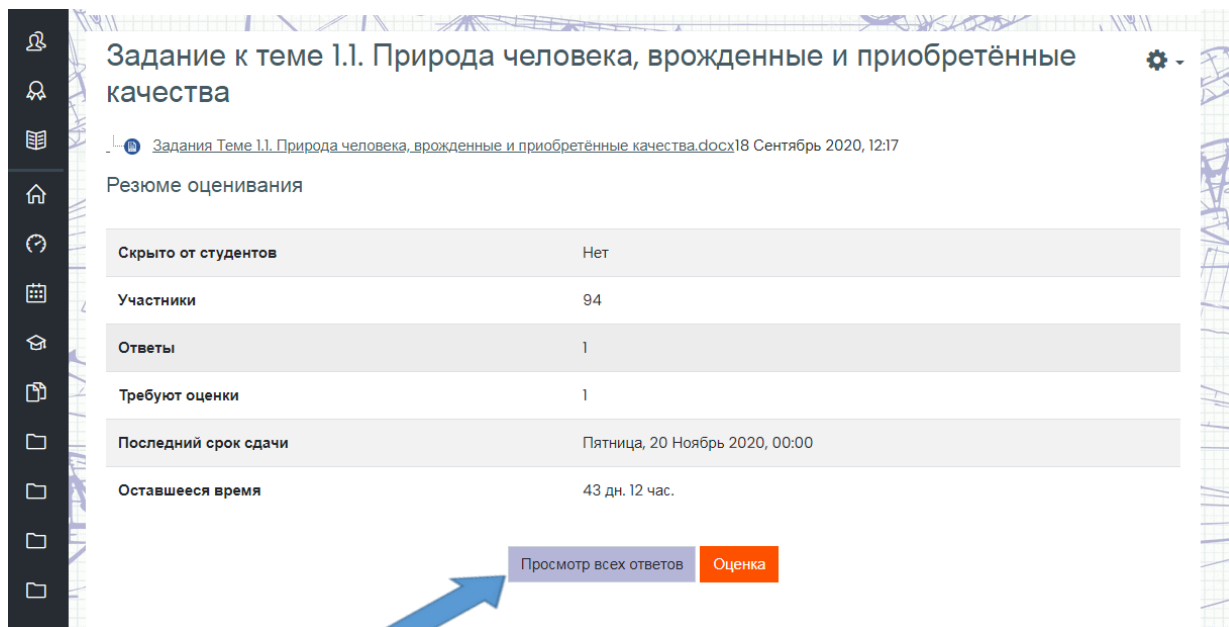 Задание к теме 1.1. Природа человека, врожденные и приобретённые
качества
Задания Теме 1.1. Природа человека, врожденные и приобретённые качества.docx18 Сентябрь 2020, 12:17
Резюме оценивания
Скрыто от студентов Нет
Участники 94
Ответы 1
Требуют оценки 1
Последний срок сдачи Пятница, 20 Ноябрь 2020, 00:00
Оставшееся время 43 дн. 12 час.
Просмотр всех ответов Оценка